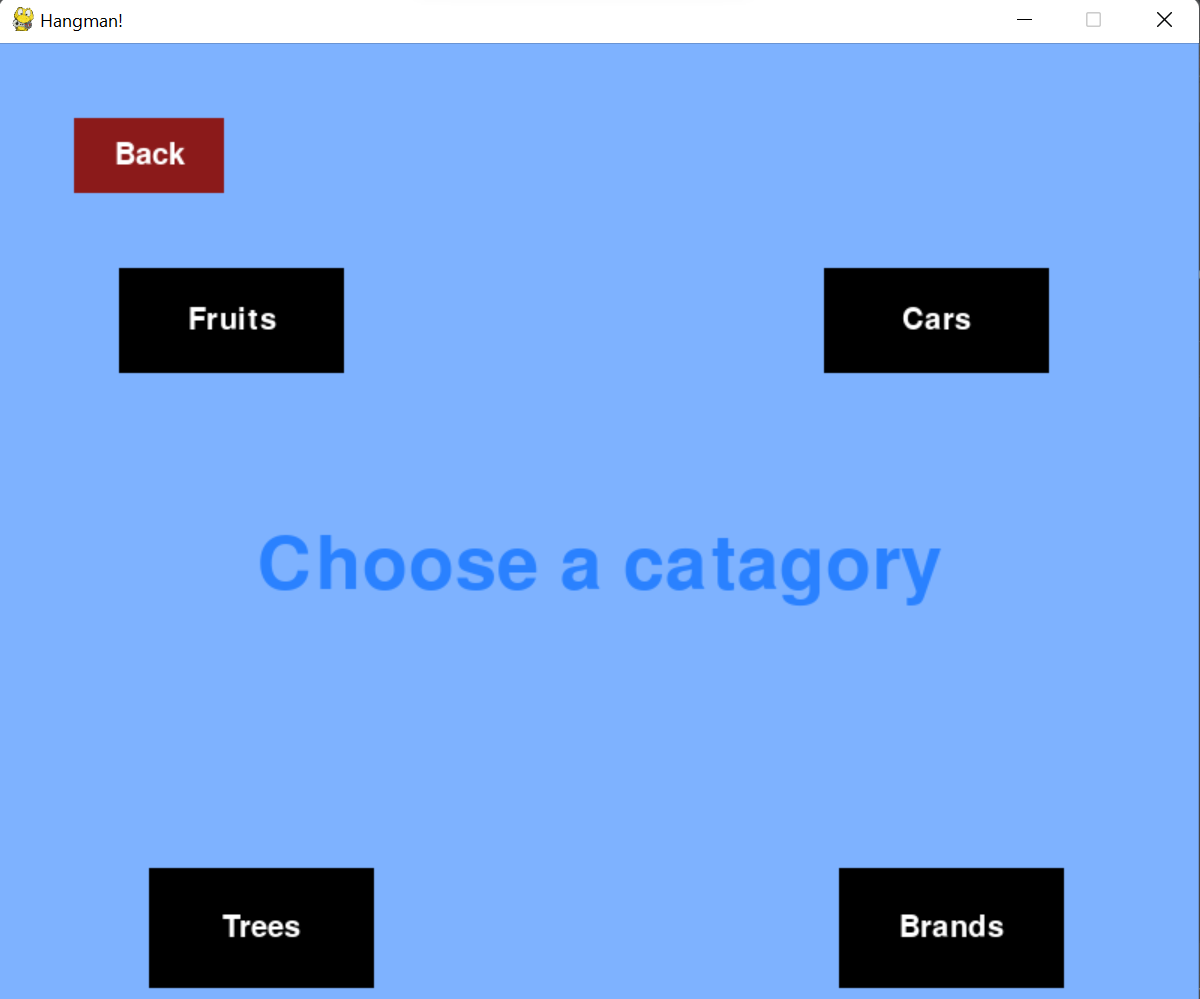 Hangman!
Back
Fruits
Cars
Choose a catagory
Trees
Brands